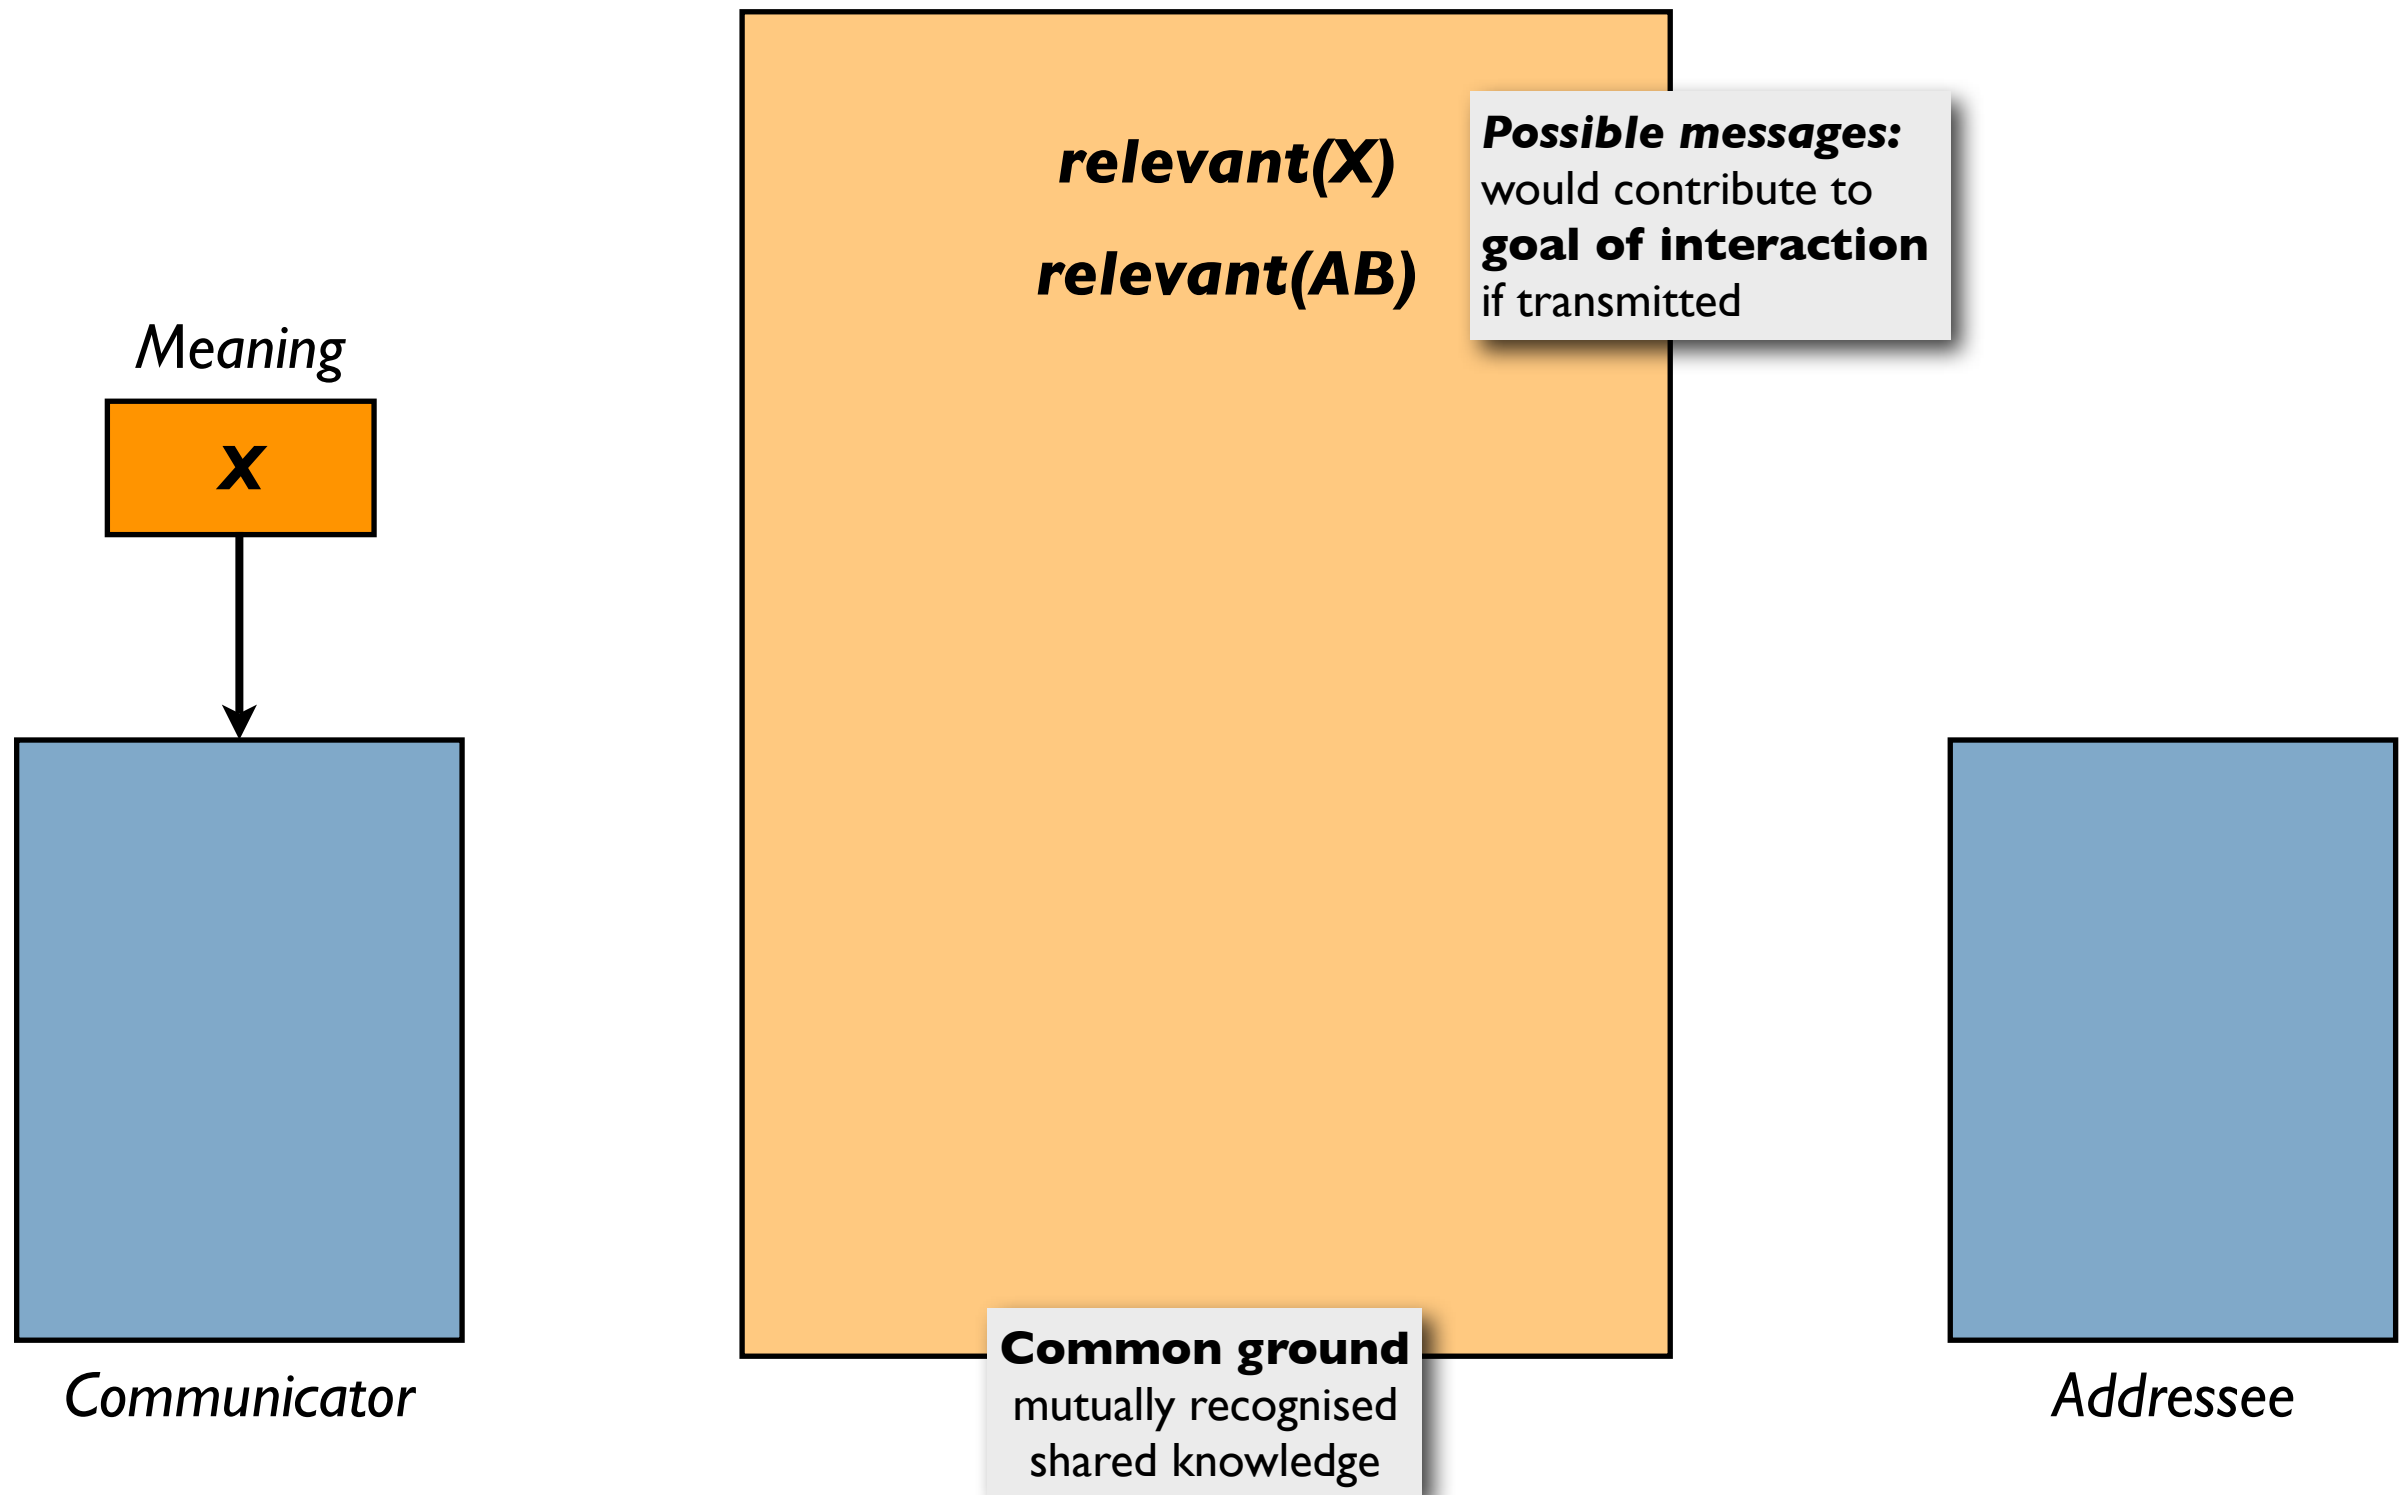 relevant(X)
relevant(AB)
Possible messages:
would contribute to
goal of interaction
if transmitted
Meaning
X
Communicator
Common ground
mutually recognised
shared knowledge
Addressee